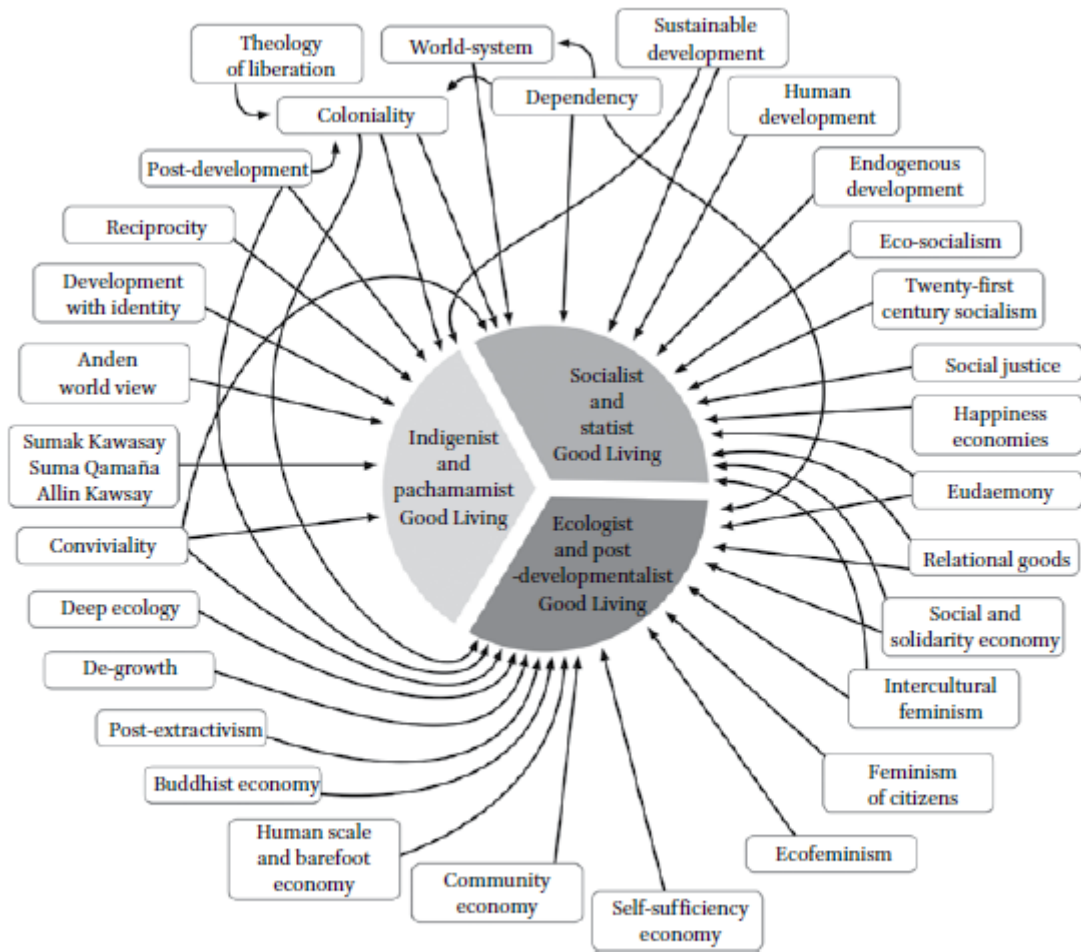 Theology
of liberation
World-system
Sustainable
development
Dependency
Human
development
Coloniality
Post-development
Endogenous
development
Reciprocity
Eco-socialism
Development
with identity
Twenty-first
century socialism
Anden
world view
Social justice
Socialist
and
statist
Good Living
Happiness
economies
Sumak Kawasay
Suma Qamaña
Allin Kawsay
Indigenist
and
pachamamist
Good Living
Eudaemony
Conviviality
Ecologist
and post
-developmentalist
Good Living
Relational goods
Deep ecology
Social and
solidarity economy
De-growth
Intercultural
feminism
Post-extractivism
Buddhist economy
Feminism
of citizens
Human scale
and barefoot
economy
Ecofeminism
Community
economy
Self-sufficiency
economy